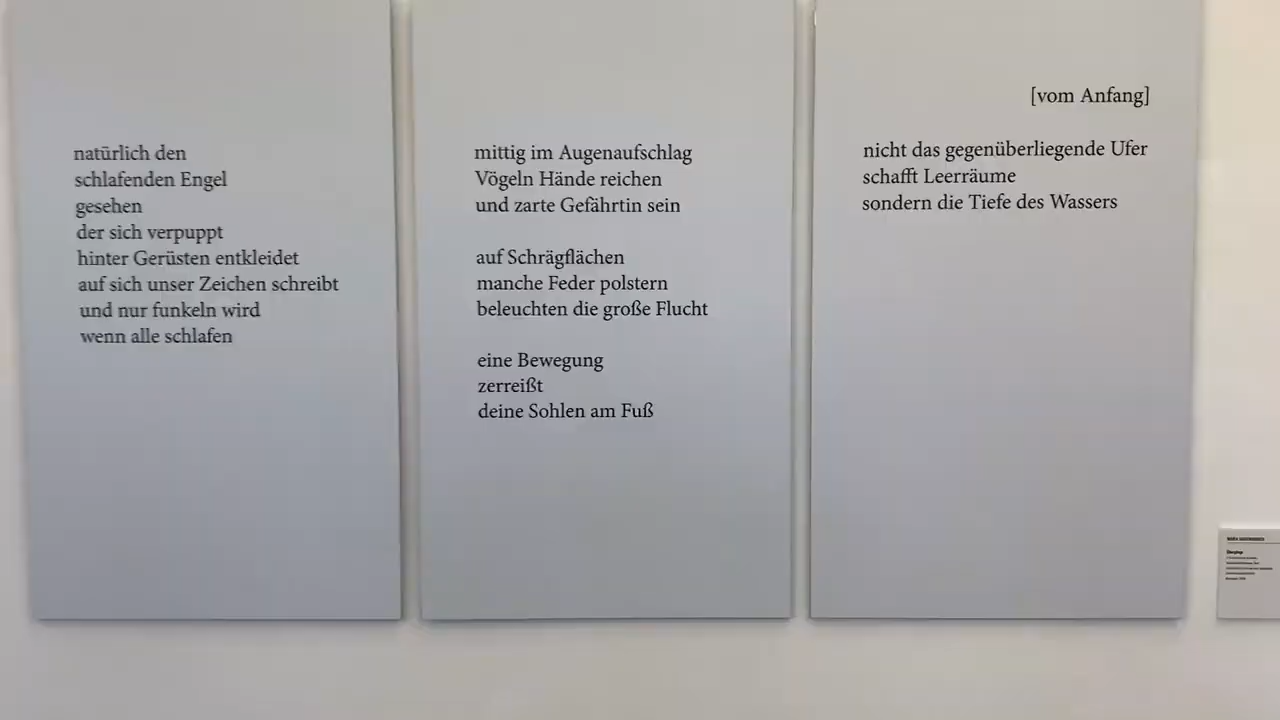 natürlich den
schlafenden Engel
gesehen
der sich verpuppt
hinter Gerüsten entkleidet
auf sich unser Zeichen schreibt
und nur funkeln wird
wenn alle schlafen
mittig im Augenaufschlag
Vögeln Hände reichen
und zarte Gefährtin sein
auf Schrägflächen
manche Feder polstern
beleuchten die große Flucht
eine Bewegung
zerreißt
deine Sohlen am Fuß
[vom Anfang]
nicht das gegenüberliegende Ufer
schafft Leerräume
sondern die Tiefe des Wassers